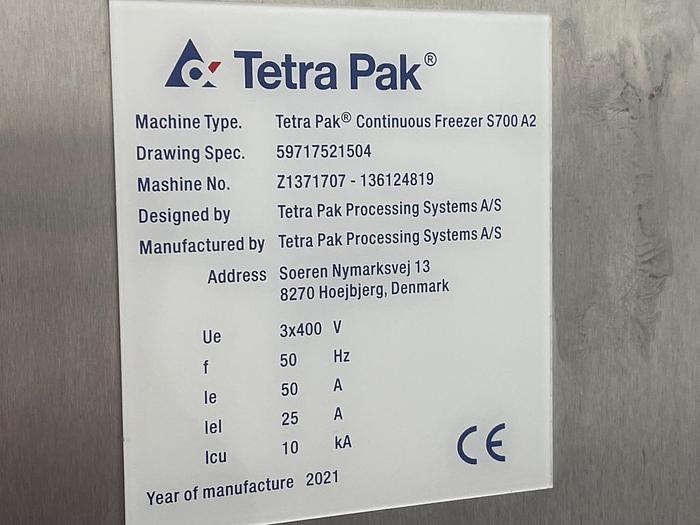 Tetra Pak®
Machine Type. Tetra Pak® Continuous Freezer S700 A2
Drawing Spec. 59717521504
Mashine No. Z1371707 - 136124819
Designed by Tetra Pak Processing Systems A/S
Manufactured by Tetra Pak Processing Systems A/S
Address Soeren Nymarksvej 13
8270 Hoejbjerg, Denmark
Ue 3x400 V
f 50 Hz
Ie 50 A
Iel 25 A
Icu 10 kA
CE
Year of manufacture 2021